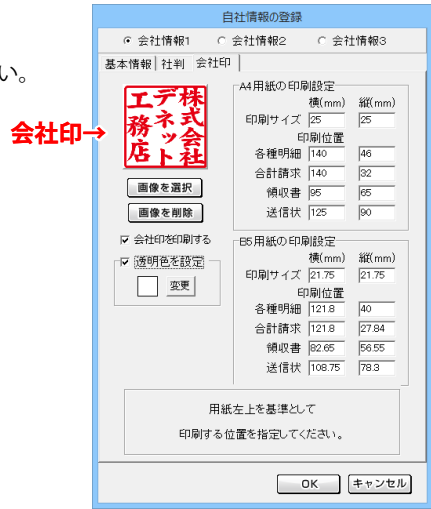 自社情報の登録
会社情報1 会社情報2 会社情報3
い。
基本情報 社判 会社印
株式会社
デネット
工務店
会社印→
画像を選択
画像を削除
会社印を印刷する
透明色を設定
変更
A4用紙の印刷設定
横(mm) 縦(mm)
印刷サイズ 25 25
印刷位置
各種明細 140 46
合計請求 140 32
領収書 95 65
送信状 125 90
B5用紙の印刷設定
横(mm) 縦(mm)
印刷サイズ 21.75 21.75
印刷位置
各種明細 121.8 40
合計請求 121.8 27.84
領収書 82.65 56.55
送信状 108.75 78.3
用紙左上を基準として
印刷する位置を指定してください。
OK キャンセル